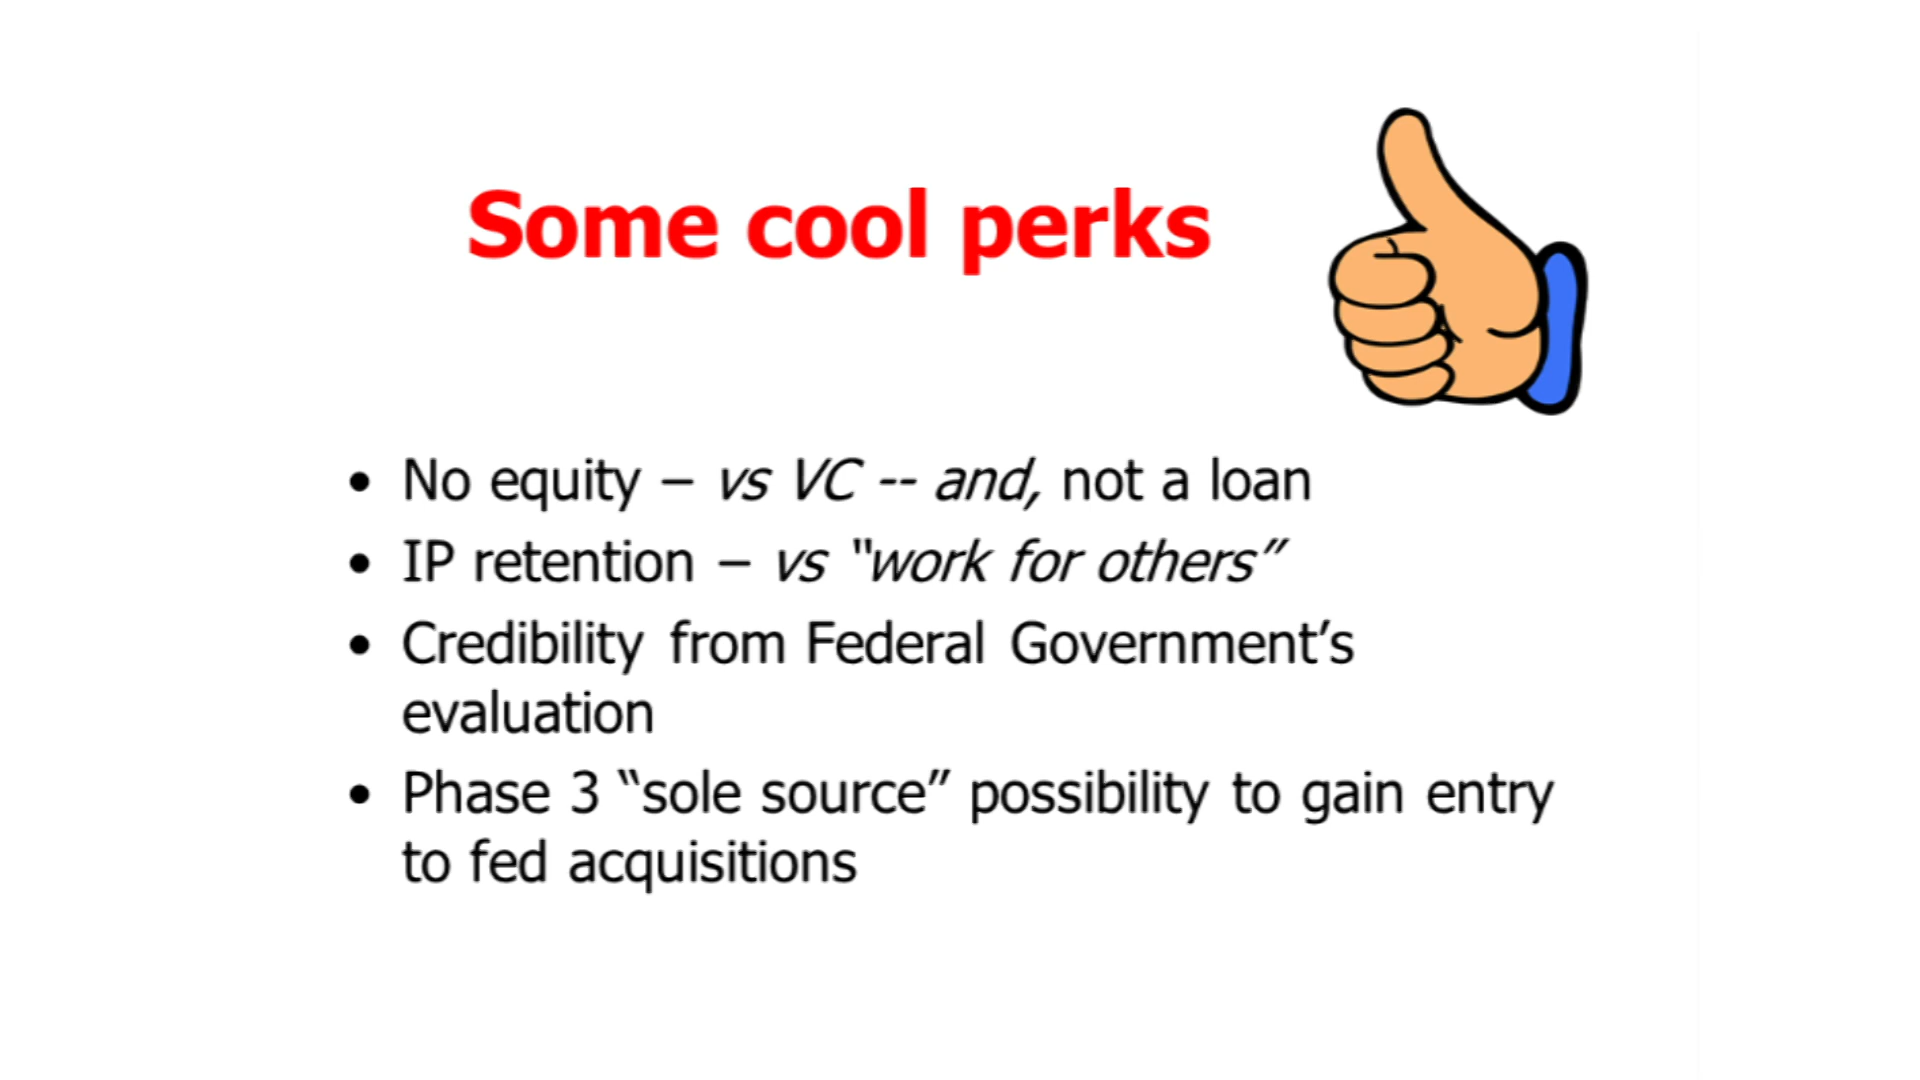 Some cool perks
• No equity – vs VC -- and, not a loan
• IP retention – vs “work for others”
• Credibility from Federal Government’s
evaluation
• Phase 3 “sole source” possibility to gain entry
to fed acquisitions